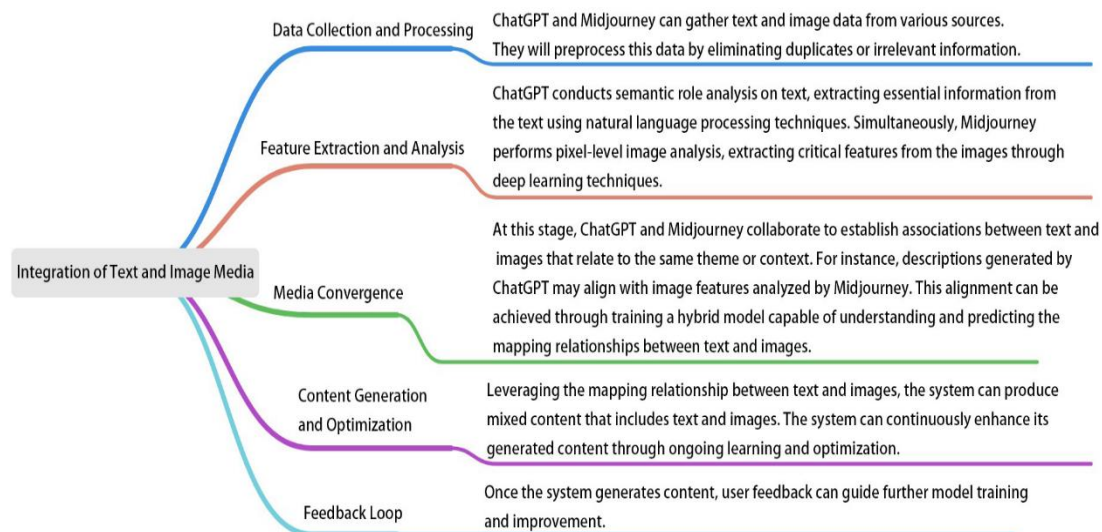 Integration of Text and Image Media
Data Collection and Processing
ChatGPT and Midjourney can gather text and image data from various sources.
They will preprocess this data by eliminating duplicates or irrelevant information.
Feature Extraction and Analysis
ChatGPT conducts semantic role analysis on text, extracting essential information from
the text using natural language processing techniques. Simultaneously, Midjourney
performs pixel-level image analysis, extracting critical features from the images through
deep learning techniques.
Media Convergence
At this stage, ChatGPT and Midjourney collaborate to establish associations between text and
images that relate to the same theme or context. For instance, descriptions generated by
ChatGPT may align with image features analyzed by Midjourney. This alignment can be
achieved through training a hybrid model capable of understanding and predicting the
mapping relationships between text and images.
Content Generation
and Optimization
Leveraging the mapping relationship between text and images, the system can produce
mixed content that includes text and images. The system can continuously enhance its
generated content through ongoing learning and optimization.
Feedback Loop
Once the system generates content, user feedback can guide further model training
and improvement.